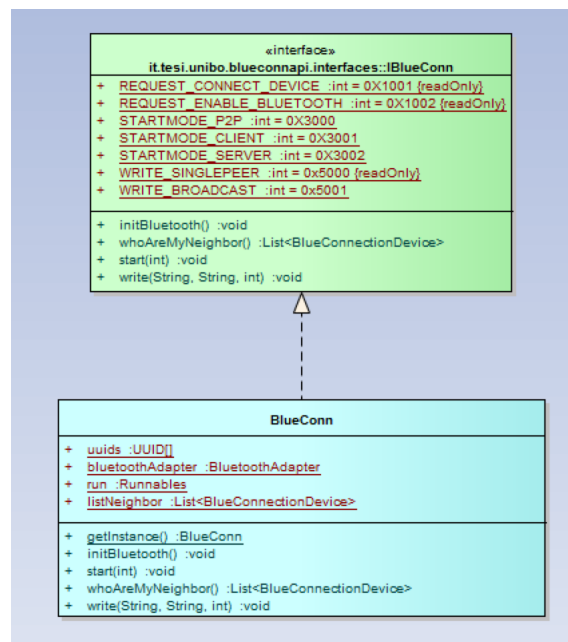 «interface»
it.tesi.unibo.blueconnapi.interfaces::IBlueConn
+ REQUEST_CONNECT_DEVICE :int = 0X1001 {readOnly}
+ REQUEST_ENABLE_BLUETOOTH :int = 0X1002 {readOnly}
+ STARTMODE_P2P :int = 0X3000
+ STARTMODE_CLIENT :int = 0X3001
+ STARTMODE_SERVER :int = 0X3002
+ WRITE_SINGLEPEER :int = 0x5000 {readOnly}
+ WRITE_BROADCAST :int = 0x5001
+ initBluetooth() :void
+ whoAreMyNeighbor() :List<BlueConnectionDevice>
+ start(int) :void
+ write(String, String, int) :void
BlueConn
+ uuids :UUID[]
+ bluetoothAdapter :BluetoothAdapter
+ run :Runnables
+ listNeighbor :List<BlueConnectionDevice>
+ getInstance() :BlueConn
+ initBluetooth() :void
+ start(int) :void
+ whoAreMyNeighbor() :List<BlueConnectionDevice>
+ write(String, String, int) :void